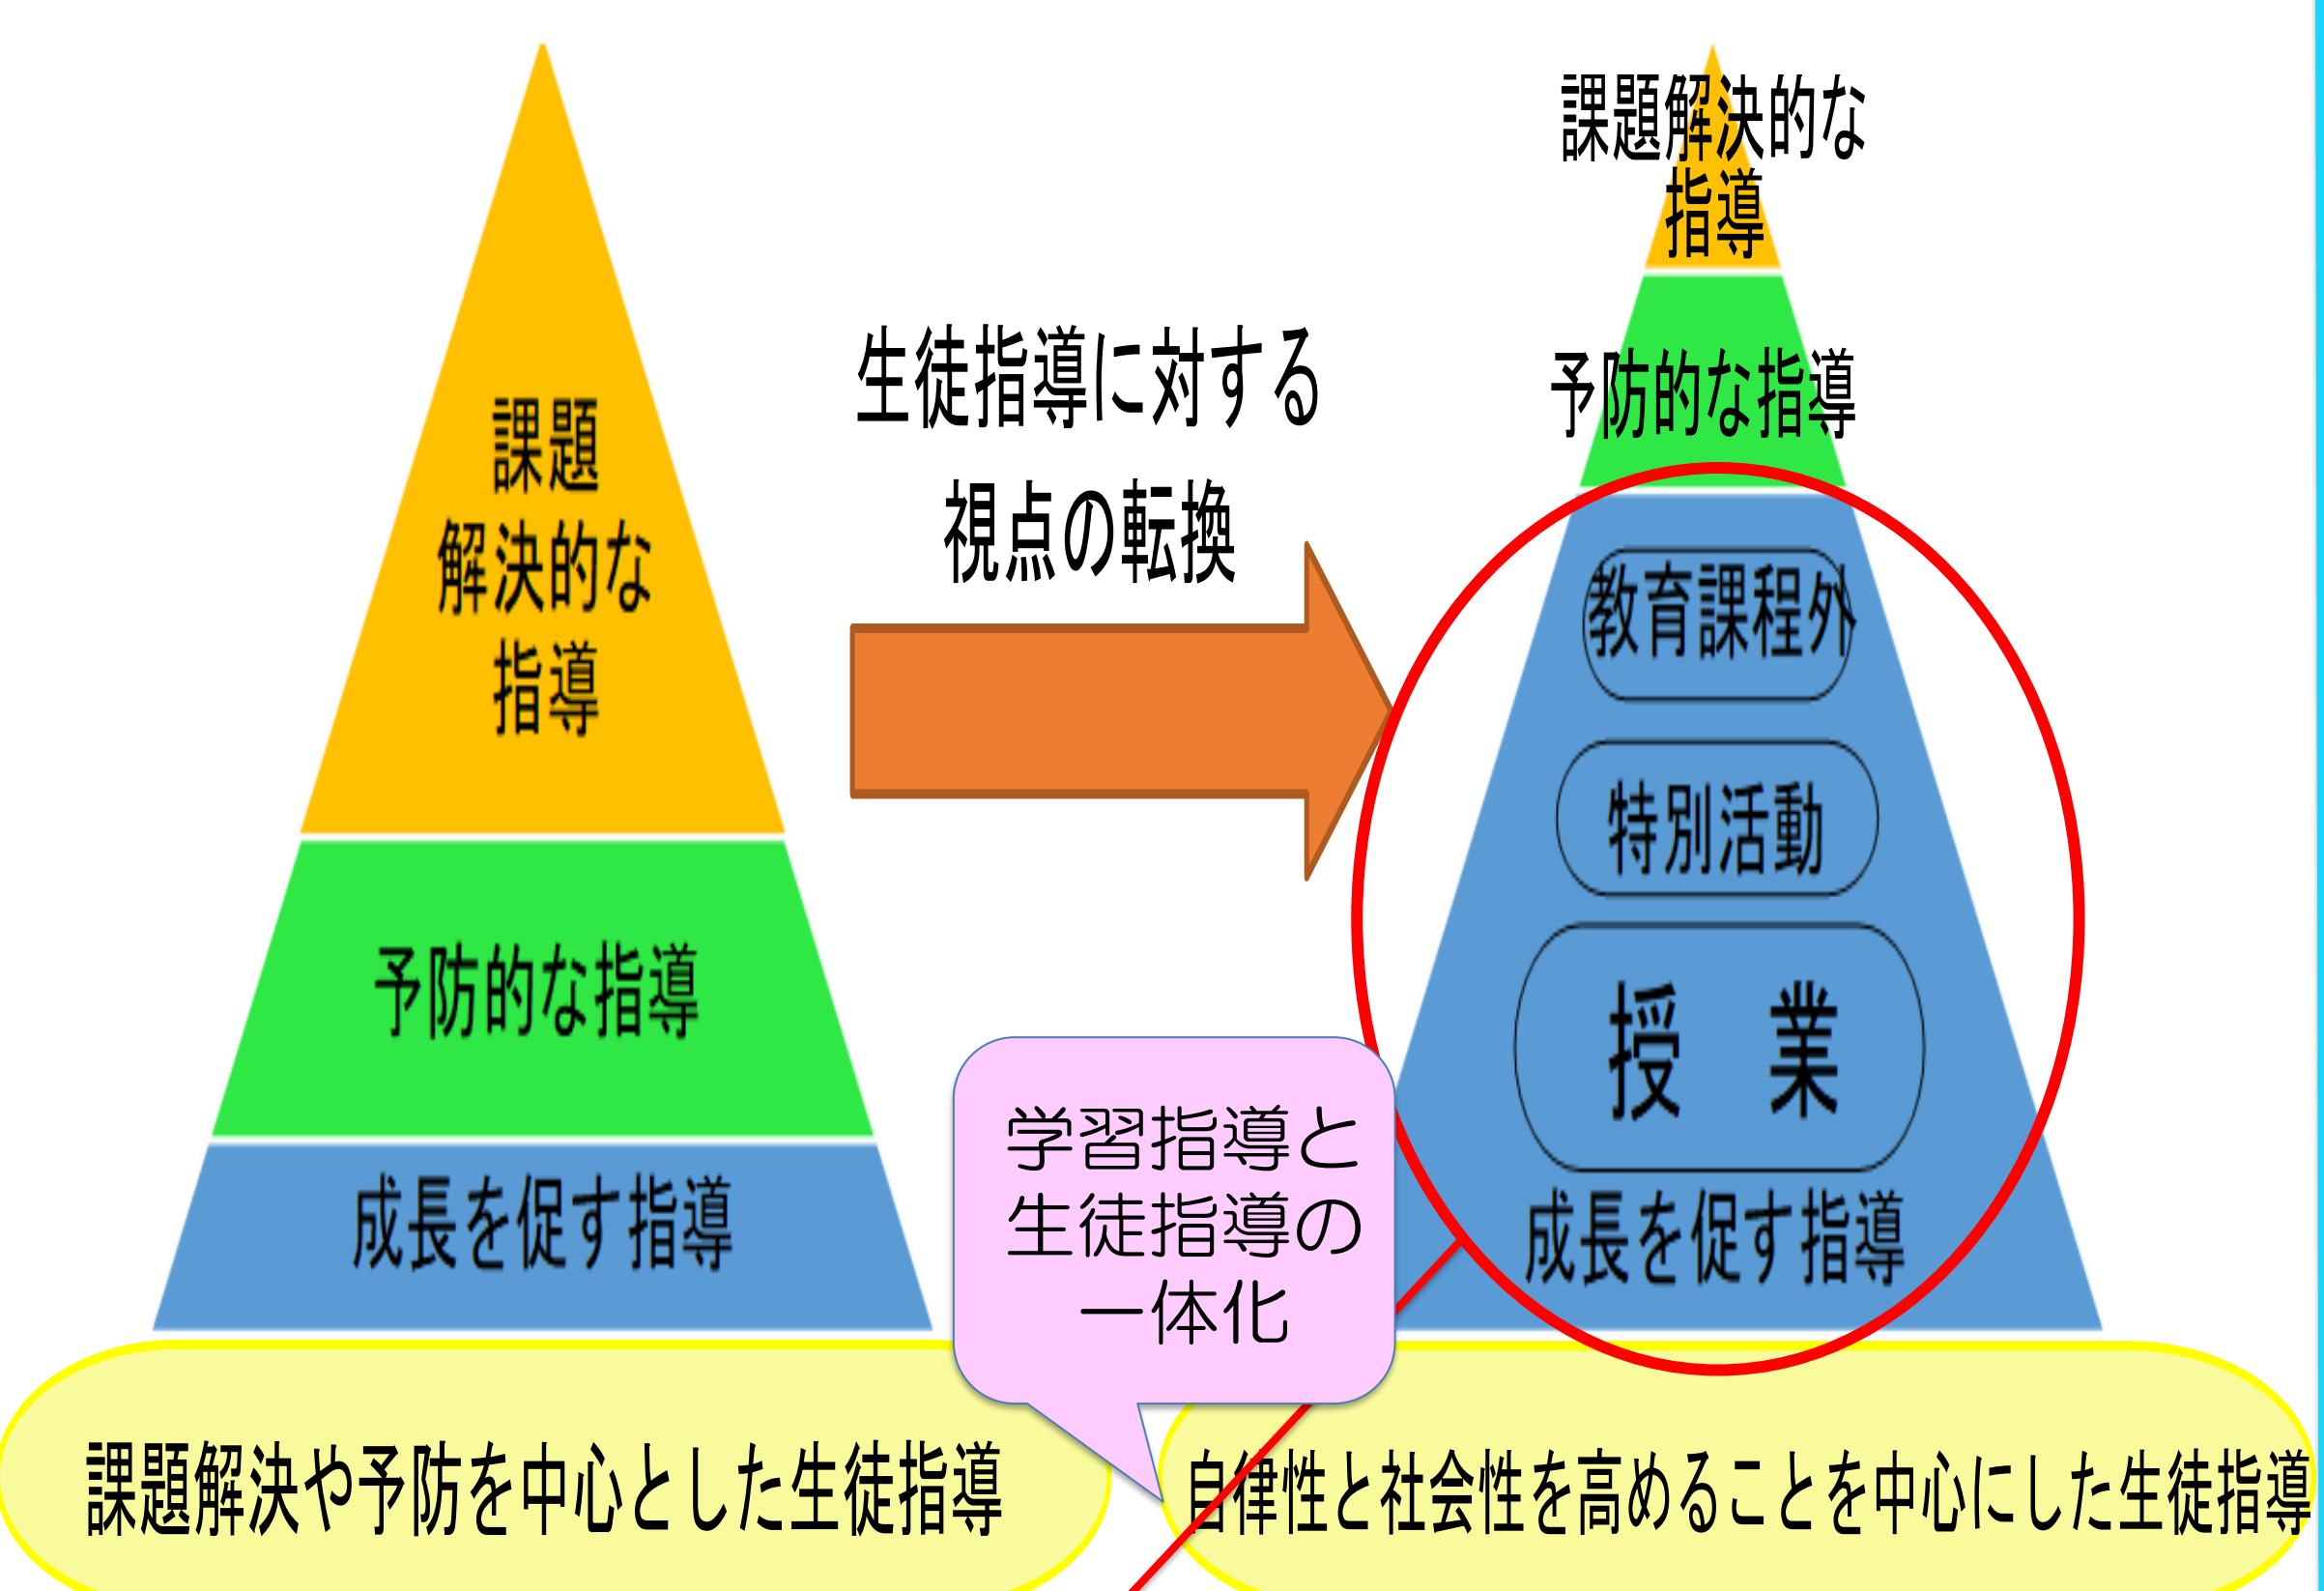 課題
解決的な
指導
予防的な指導
成長を促す指導
課題解決や予防を中心とした生徒指導
生徒指導に対する
視点の転換
学習指導と
生徒指導の
一体化
課題解決的な
指導
予防的な指導
教育課程外
特別活動
授　業
成長を促す指導
自律性と社会性を高めることを中心にした生徒指導